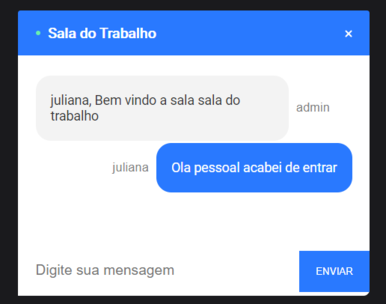 Sala do Trabalho ×
juliana, Bem vindo a sala sala do
trabalho
admin
juliana
Ola pessoal acabei de entrar
Digite sua mensagem
ENVIAR